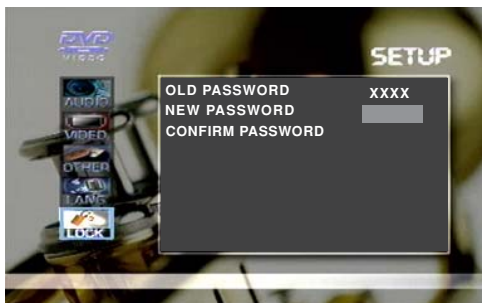 DVD
VIDEO
SETUP
OLD PASSWORD XXXX
NEW PASSWORD
CONFIRM PASSWORD
AUDIO
VIDEO
OTHER
LANG
LOCK